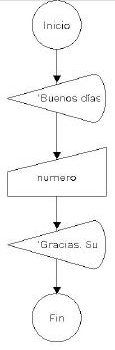 Inicio
'Buenos días
numero
'Gracias. Su
Fin